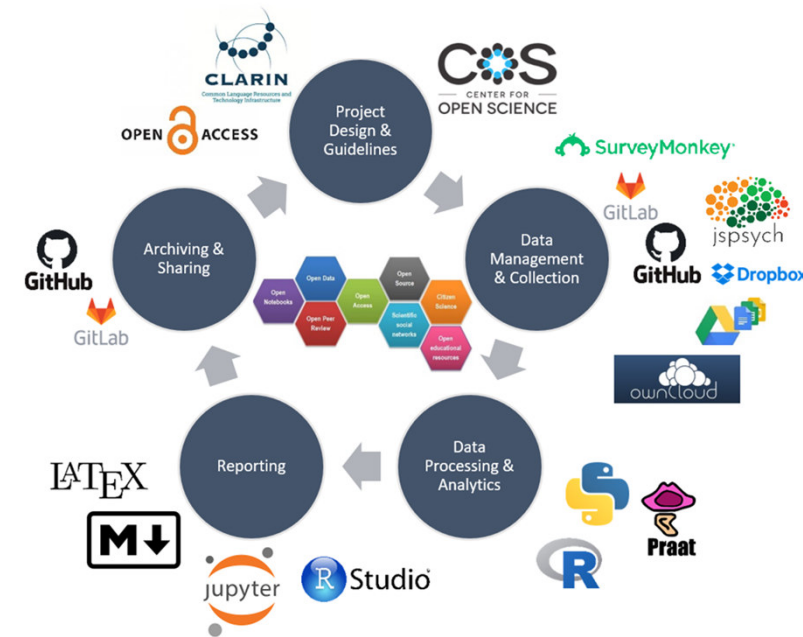 CLARIN
Common Language Resources and
Technology Infrastructure
COS
CENTER FOR
OPEN SCIENCE
OPEN ACCESS
Project
Design &
Guidelines
SurveyMonkey
GitLab
jspsych
GitHub
Dropbox
ownCloud
Data
Management
& Collection
Archiving &
Sharing
GitHub
GitLab
Open
Notebooks
Open Data
Open Peer
Review
Open
Access
Open
Source
Scientific
social
networks
Citizen
Science
Open
educational
resources
Reporting
Data
Processing &
Analytics
LATEX
M
jupyter
R Studio
R
Praat